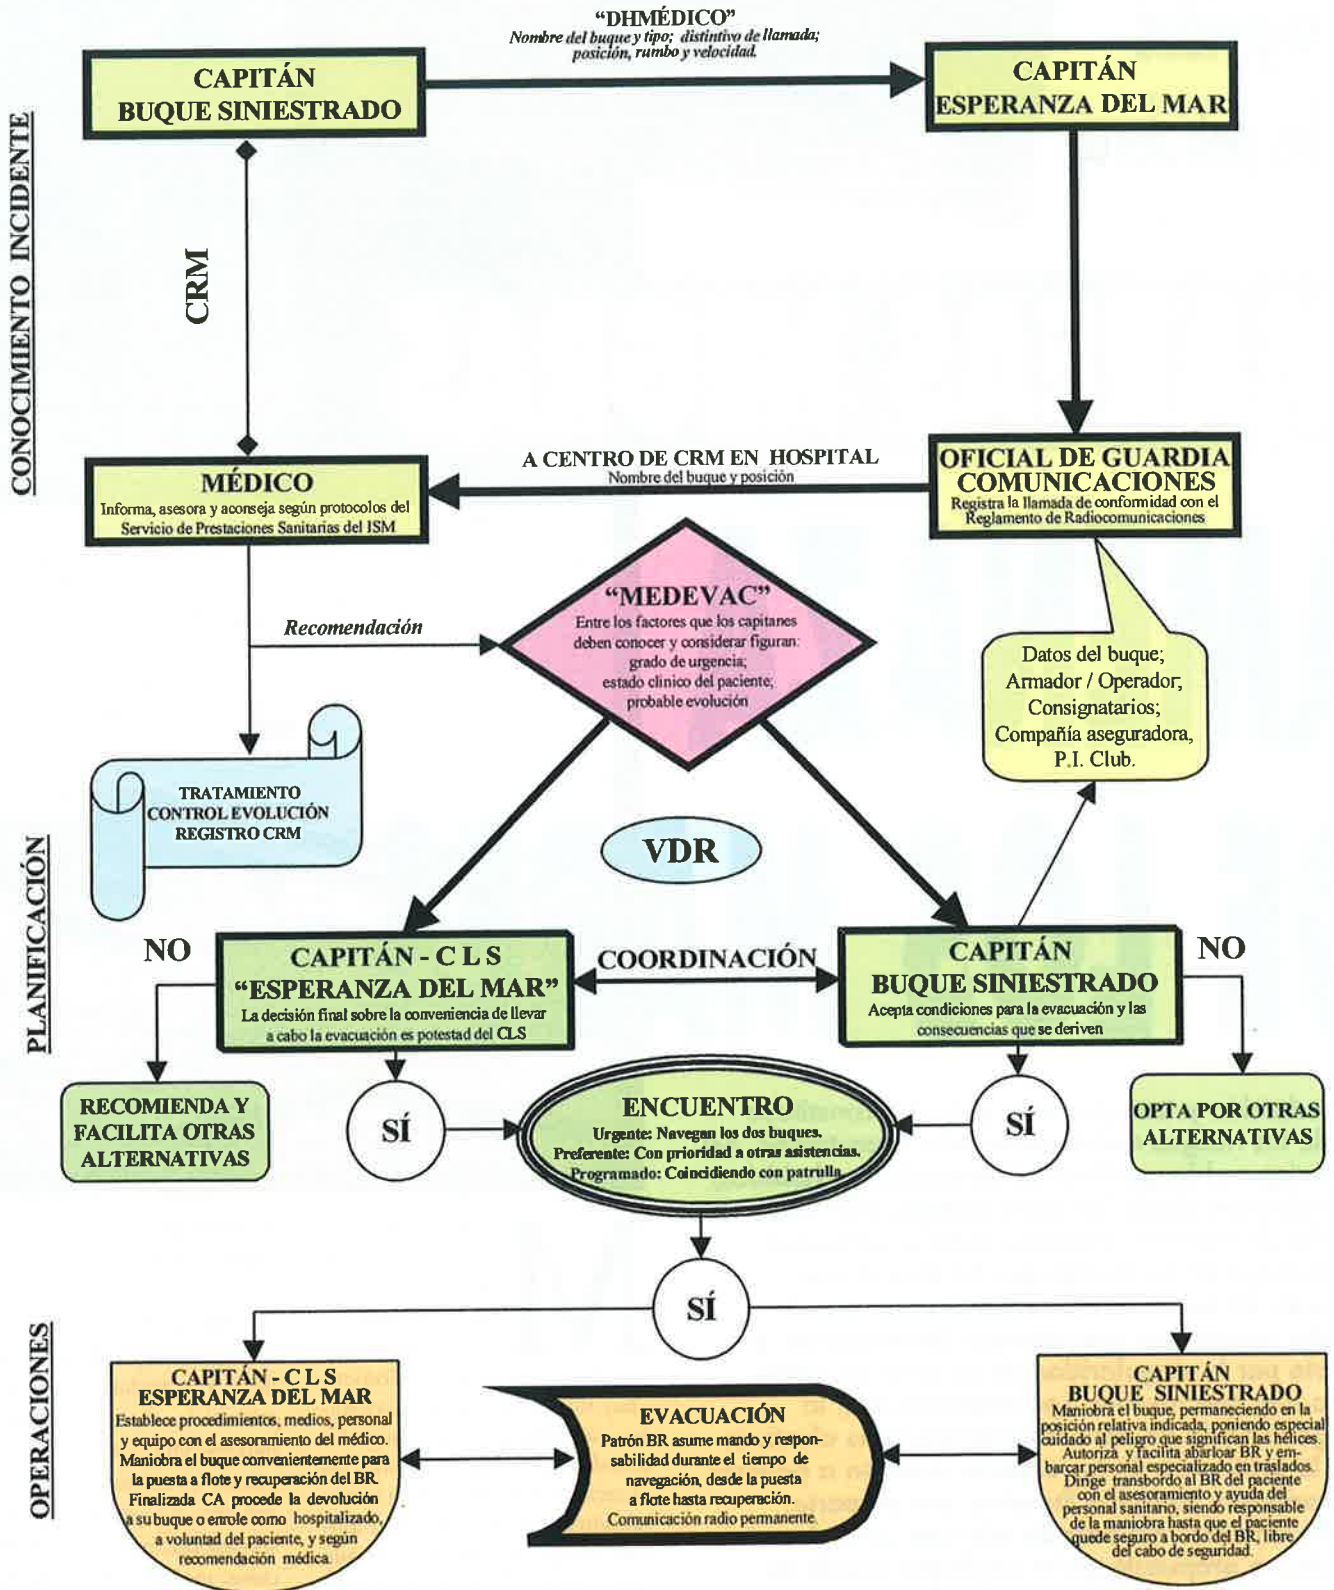 “DHMÉDICO”
Nombre del buque y tipo; distintivo de llamada;
posición, rumbo y velocidad.
CAPITÁN
BUQUE SINIESTRADO
CAPITÁN
ESPERANZA DEL MAR
CONOCIMIENTO INCIDENTE
CRM
MÉDICO
Informa, asesora y aconseja según protocolos del
Servicio de Prestaciones Sanitarias del ISM
A CENTRO DE CRM EN HOSPITAL
Nombre del buque y posición
OFICIAL DE GUARDIA
COMUNICACIONES
Registra la llamada de conformidad con el
Reglamento de Radiocomunicaciones
“MEDEVAC”
Entre los factores que los capitanes
deben conocer y considerar figuran:
grado de urgencia;
estado clinico del paciente;
probable evolución
Recomendación
Datos del buque;
Armador / Operador;
Consignatarios;
Compañía aseguradora,
P.I. Club.
TRATAMIENTO
CONTROL EVOLUCIÓN
REGISTRO CRM
VDR
PLANIFICACIÓN
NO
CAPITÁN - C L S
“ESPERANZA DEL MAR”
La decisión final sobre la conveniencia de llevar
a cabo la evacuación es potestad del CLS
COORDINACIÓN
CAPITÁN
BUQUE SINIESTRADO
Acepta condiciones para la evacuación y las
consecuencias que se deriven
NO
RECOMIENDA Y
FACILITA OTRAS
ALTERNATIVAS
SÍ
ENCUENTRO
Urgente: Navegan los dos buques.
Preferente: Con prioridad a otras asistencias.
Programado: Coincidiendo con patrulla.
SÍ
OPTA POR OTRAS
ALTERNATIVAS
SÍ
OPERACIONES
CAPITÁN - C L S
ESPERANZA DEL MAR
Establece procedimientos, medios, personal
y equipo con el asesoramiento del médico.
Maniobra el buque convenientemente para
la puesta a flote y recuperación del BR.
Finalizada CA procede la devolución
a su buque o enrole como hospitalizado,
a voluntad del paciente, y según
recomendación médica.
EVACUACIÓN
Patrón BR asume mando y respon-
sabilidad durante el tiempo de
navegación, desde la puesta
a flote hasta recuperación.
Comunicación radio permanente.
CAPITÁN
BUQUE SINIESTRADO
Maniobra el buque, permaneciendo en la
posición relativa indicada, poniendo especial
cuidado al peligro que significan las hélices.
Autoriza y facilita abarloar BR y em-
barcar personal especializado en traslados.
Dirige transbordo al BR del paciente
con el asesoramiento y ayuda del
personal sanitario, siendo responsable
de la maniobra hasta que el paciente
quede seguro a bordo del BR, libre
del cabo de seguridad.